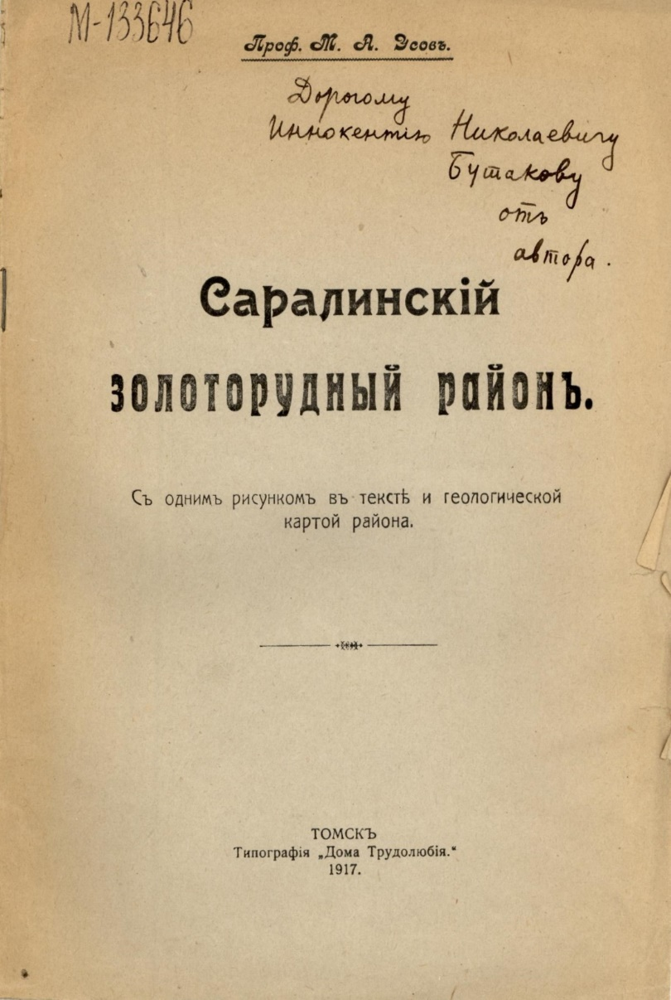 М-133646
Проф. М. А. Усовъ.
Дорогому
Иннокентію Николаевичу
Бутакову
отъ
автора.
Саралинскій
золоторудный районъ.
Съ однимъ рисункомъ въ текстѣ и геологической
картой района.
ТОМСКЪ
Типографія „Дома Трудолюбія.“
1917.